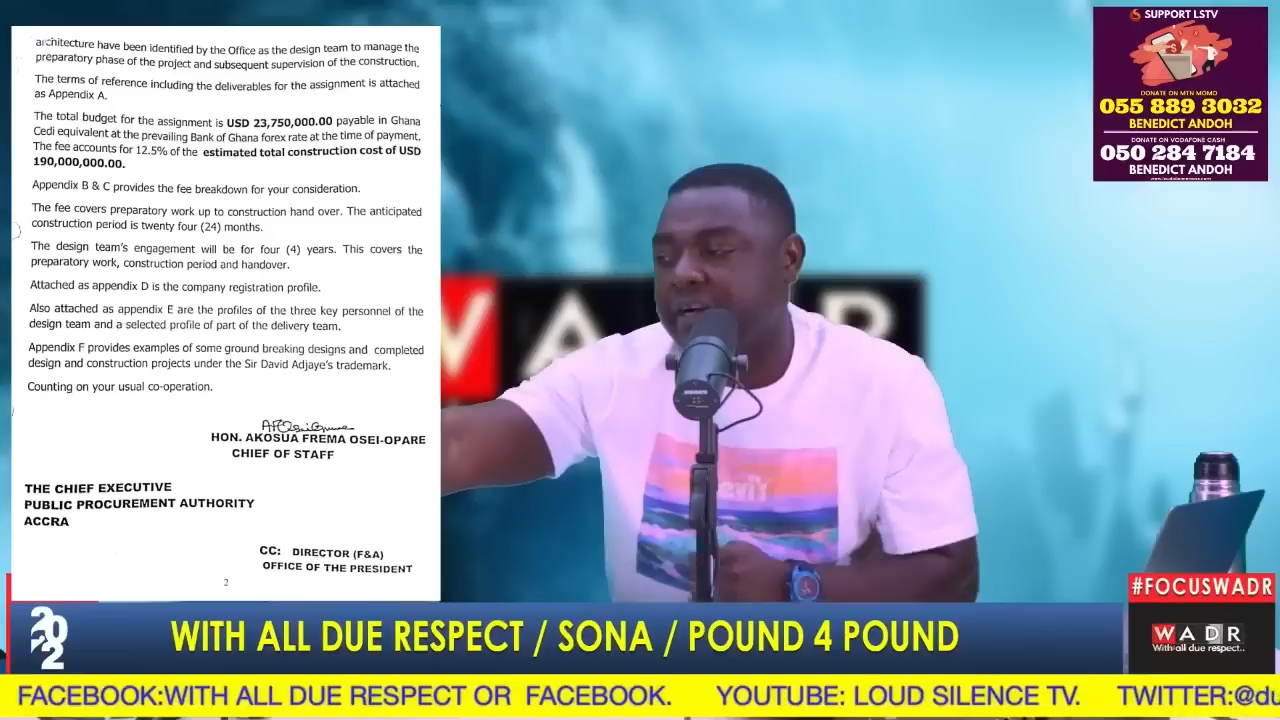 architecture have been identified by the Office as the design team to manage the
preparatory phase of the project and subsequent supervision of the construction.
The terms of reference including the deliverables for the assignment is attached
as Appendix A.
The total budget for the assignment is USD 23,750,000.00 payable in Ghana
Cedi equivalent at the prevailing Bank of Ghana forex rate at the time of payment.
The fee accounts for 12.5% of the estimated total construction cost of USD
190,000,000.00.
Appendix B & C provides the fee breakdown for your consideration.
The fee covers preparatory work up to construction hand over. The anticipated
construction period is twenty four (24) months.
The design team's engagement will be for four (4) years. This covers the
preparatory work, construction period and handover.
Attached as appendix D is the company registration profile.
Also attached as appendix E are the profiles of the three key personnel of the
design team and a selected profile of part of the delivery team.
Appendix F provides examples of some ground breaking designs and completed
design and construction projects under the Sir David Adjaye's trademark.
Counting on your usual co-operation.
HON. AKOSUA FREMA OSEI-OPARE
CHIEF OF STAFF
THE CHIEF EXECUTIVE
PUBLIC PROCUREMENT AUTHORITY
ACCRA
CC: DIRECTOR (F&A)
OFFICE OF THE PRESIDENT
2
SUPPORT LSTV
DONATE ON MTN MOMO
055 889 3032
BENEDICT ANDOH
DONATE ON VODAFONE CASH
050 284 7184
BENEDICT ANDOH
WADR
Levi's
#FOCUSWADR
WADR
With all due respect..
2022
WITH ALL DUE RESPECT / SONA / POUND 4 POUND
FACEBOOK:WITH ALL DUE RESPECT OR FACEBOOK. YOUTUBE: LOUD SILENCE TV. TWITTER:@du